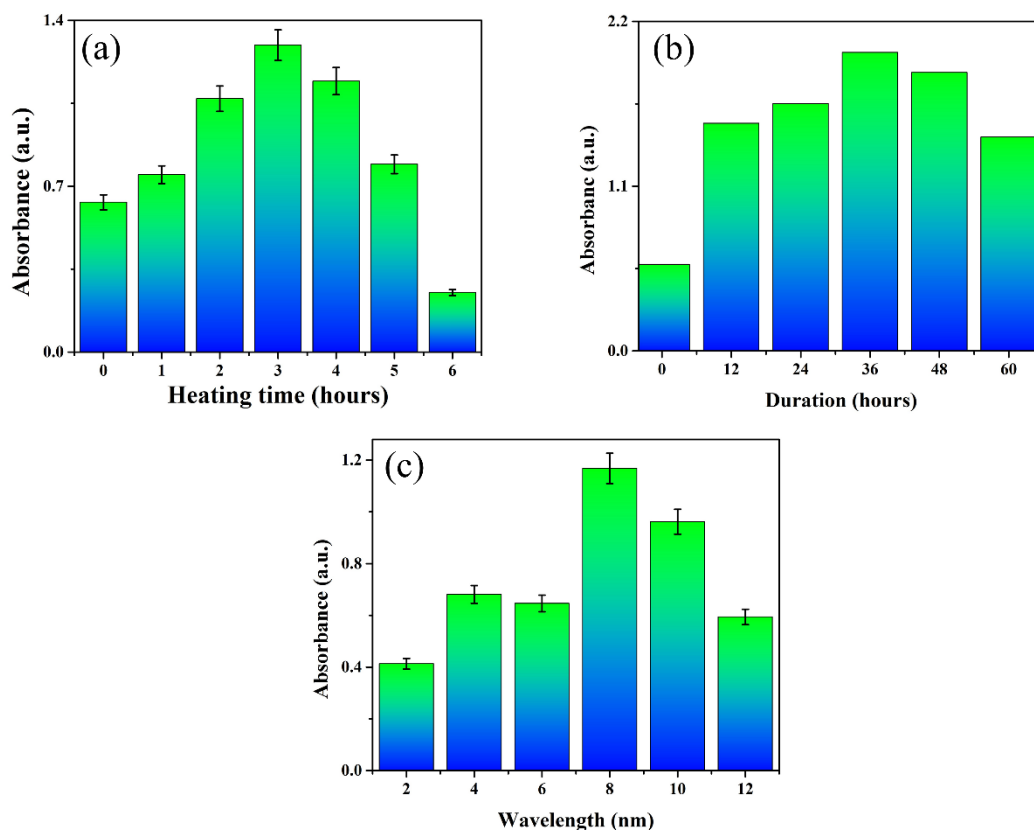 (a)
Absorbance (a.u.)
1.4
0.7
0.0
0 1 2 3 4 5 6
Heating time (hours)
(b)
Absorbanc (a.u.)
2.2
1.1
0.0
0 12 24 36 48 60
Duration (hours)
(c)
Absorbance (a.u.)
1.2
0.8
0.4
0.0
2 4 6 8 10 12
Wavelength (nm)